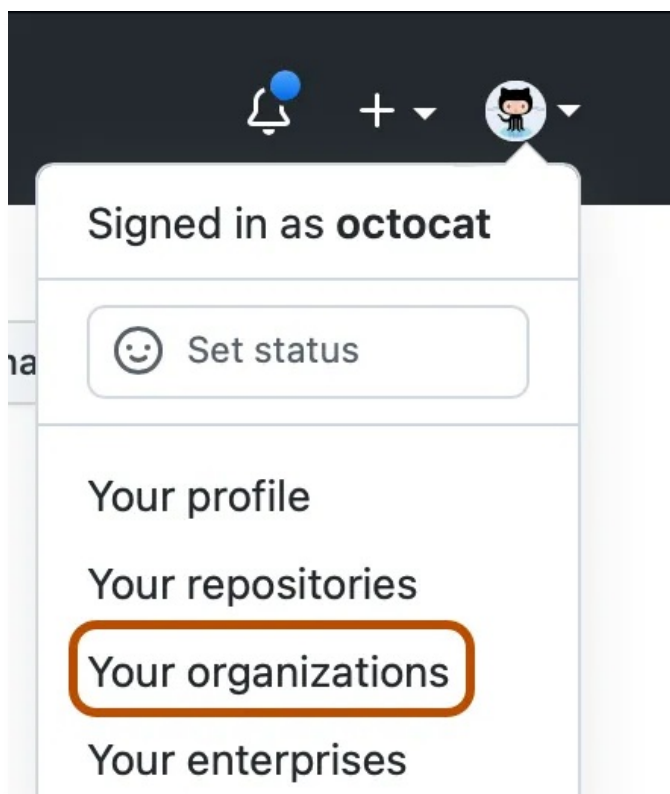 Signed in as octocat
Set status
Your profile
Your repositories
Your organizations
Your enterprises